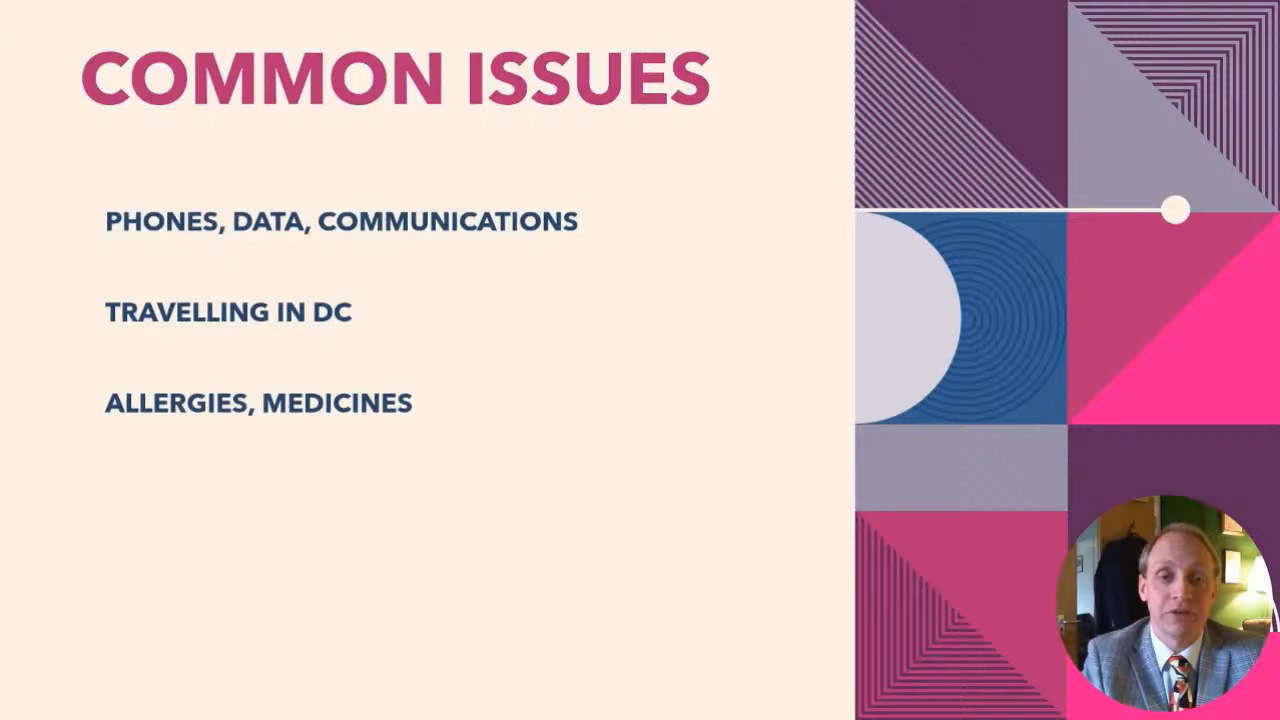 COMMON ISSUES
PHONES, DATA, COMMUNICATIONS
TRAVELLING IN DC
ALLERGIES, MEDICINES